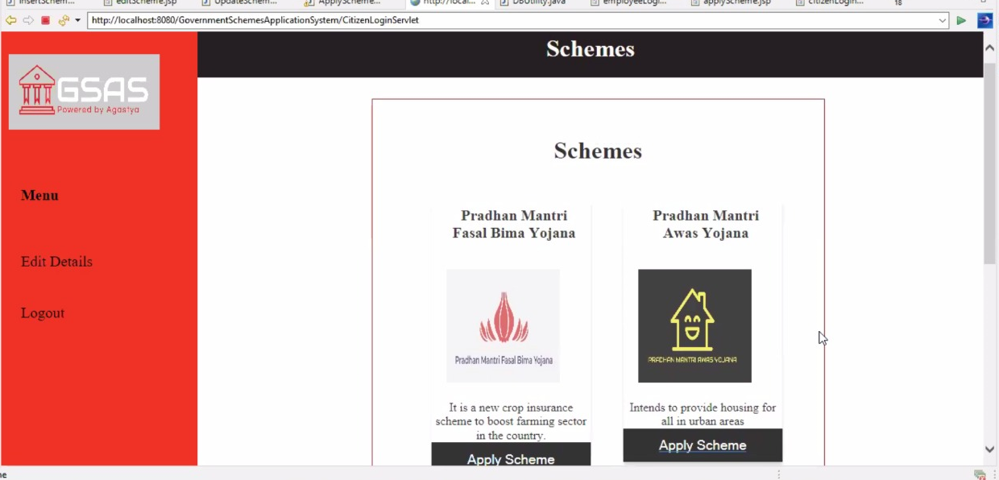 InsertSchem...
editScheme.jsp
UpdateSchem...
ApplyScheme...
http://local...
DBUtility.java
employeeLogi...
applyScheme.jsp
citizenLogin...
18
http://localhost:8080/GovernmentSchemesApplicationSystem/CitizenLoginServlet
Schemes
GSAS
Powered by Agastya
Menu
Edit Details
Logout
Schemes
Pradhan Mantri
Fasal Bima Yojana
Pradhan Mantri Fasal Bima Yojana
It is a new crop insurance
scheme to boost farming sector
in the country.
Apply Scheme
Pradhan Mantri
Awas Yojana
PRADHAN MANTRI AWAS YOJANA
Intends to provide housing for
all in urban areas
Apply Scheme